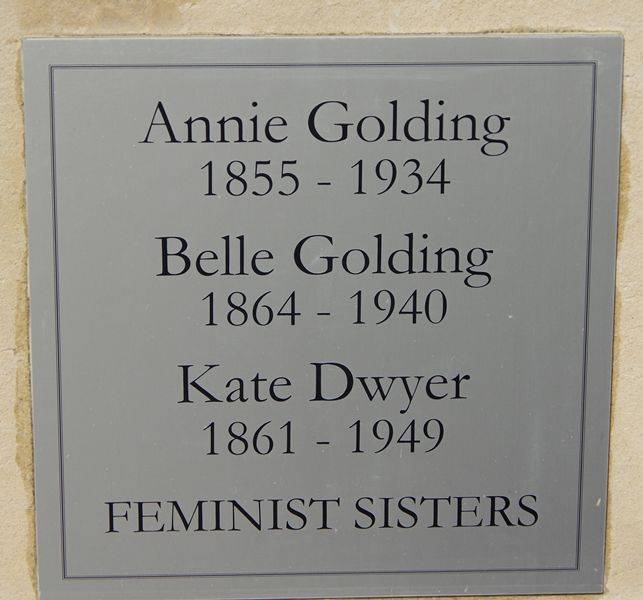 Annie Golding
1855 - 1934
Belle Golding
1864 - 1940
Kate Dwyer
1861 - 1949
FEMINIST SISTERS